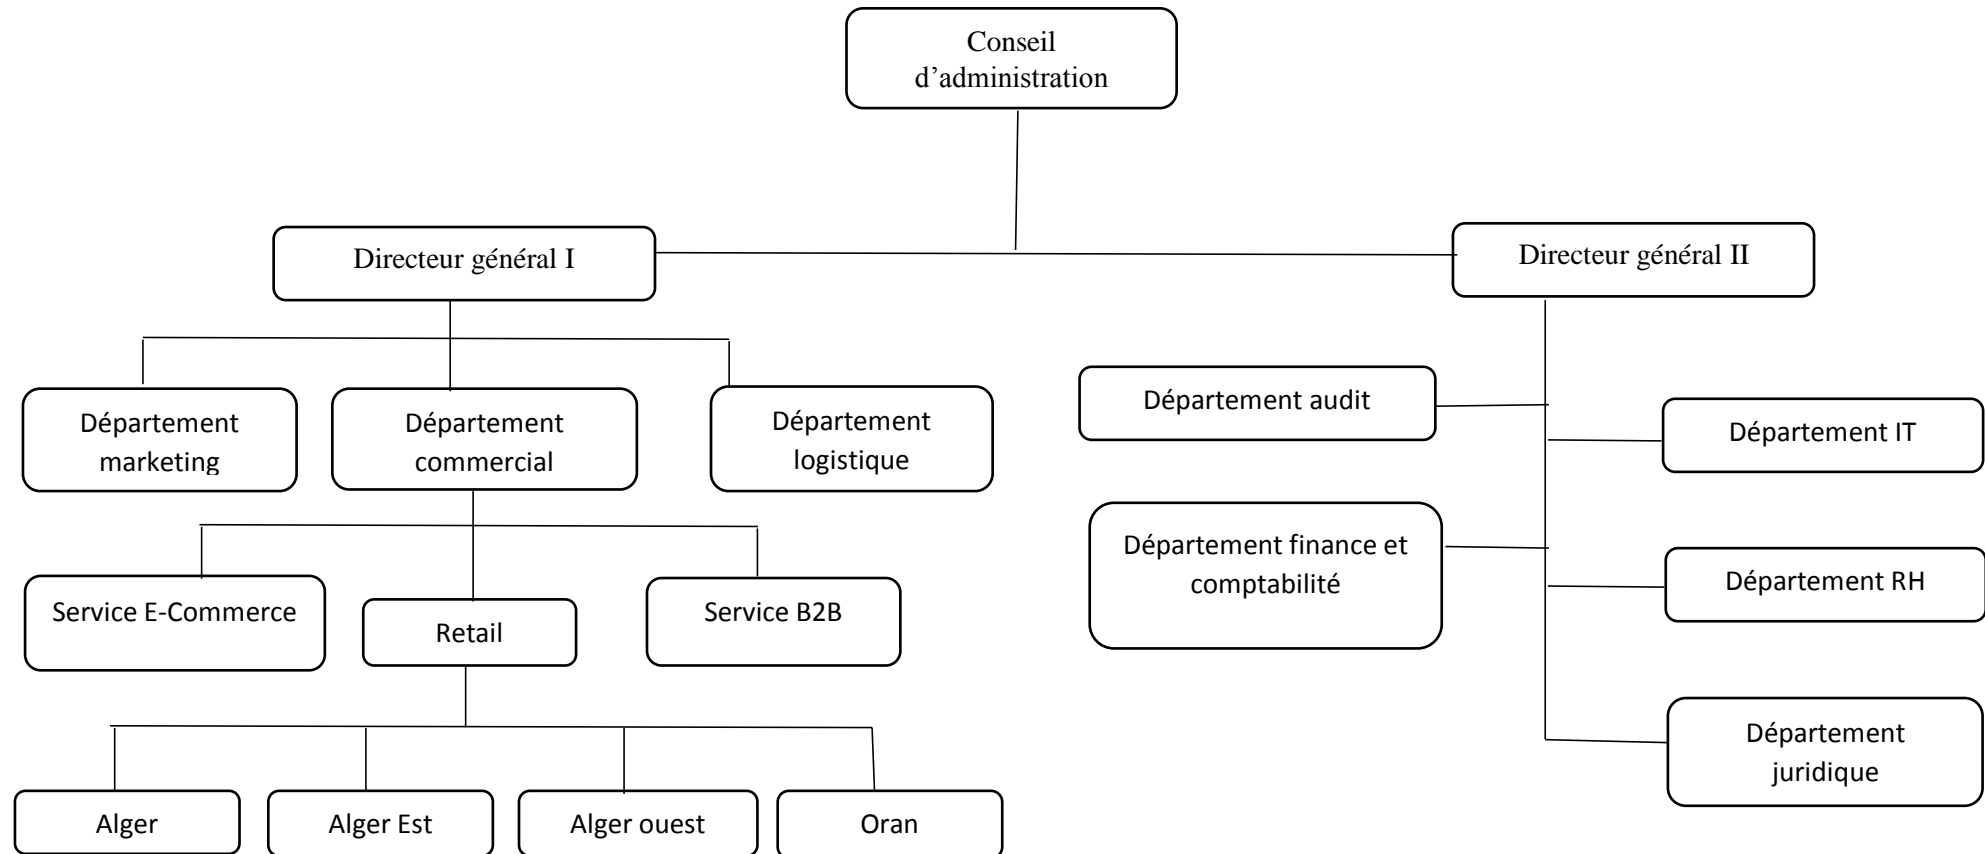 Conseil
d’administration
Directeur général I
Directeur général II
Département
marketing
Département
commercial
Département
logistique
Département audit
Département IT
Département finance et
comptabilité
Département RH
Département
juridique
Service E-Commerce
Retail
Service B2B
Alger
Alger Est
Alger ouest
Oran